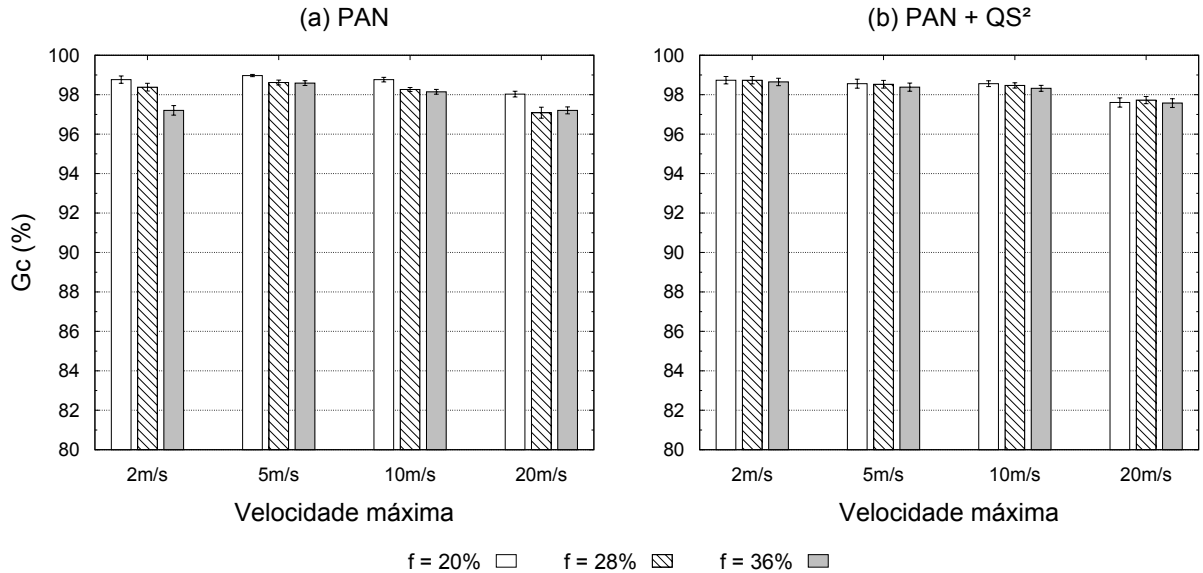 (a) PAN
(b) PAN + QS²
Gc (%)
100
98
96
94
92
90
88
86
84
82
80
2m/s 5m/s 10m/s 20m/s
Velocidade máxima
100
98
96
94
92
90
88
86
84
82
80
2m/s 5m/s 10m/s 20m/s
Velocidade máxima
f = 20% f = 28% f = 36%